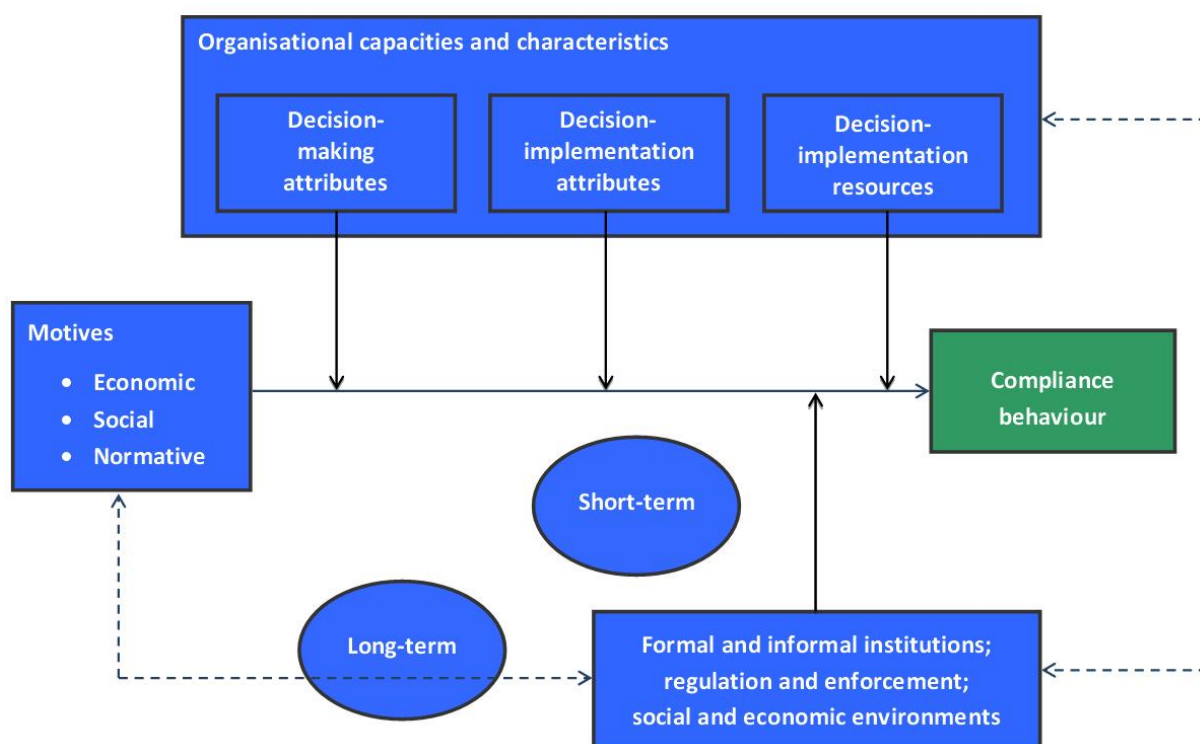 Organisational capacities and characteristics
Decision-
making
attributes
Decision-
implementation
attributes
Decision-
implementation
resources
Motives
• Economic
• Social
• Normative
Compliance
behaviour
Short-term
Long-term
Formal and informal institutions;
regulation and enforcement;
social and economic environments